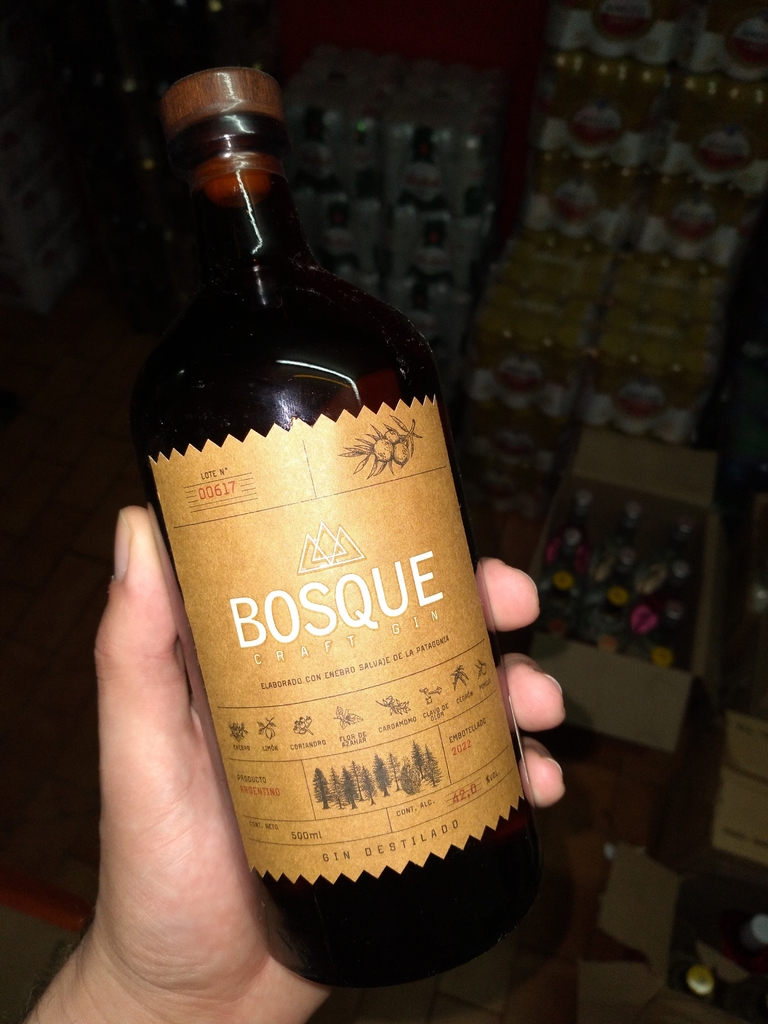 LOTE N°
00617
BOSQUE
CRAFT GIN
ELABORADO CON ENEBRO SALVAJE DE LA PATAGONIA
ENEBRO LIMÓN CORIANDRO FLOR DE AZAHAR CARDAMOMO CLAVO DE OLOR CEDRÓN
PRODUCTO
ARGENTINO
EMBOTELLADO
2022
CONT. NETO 500ml
CONT. ALC. 42,0 %VOL.
GIN DESTILADO